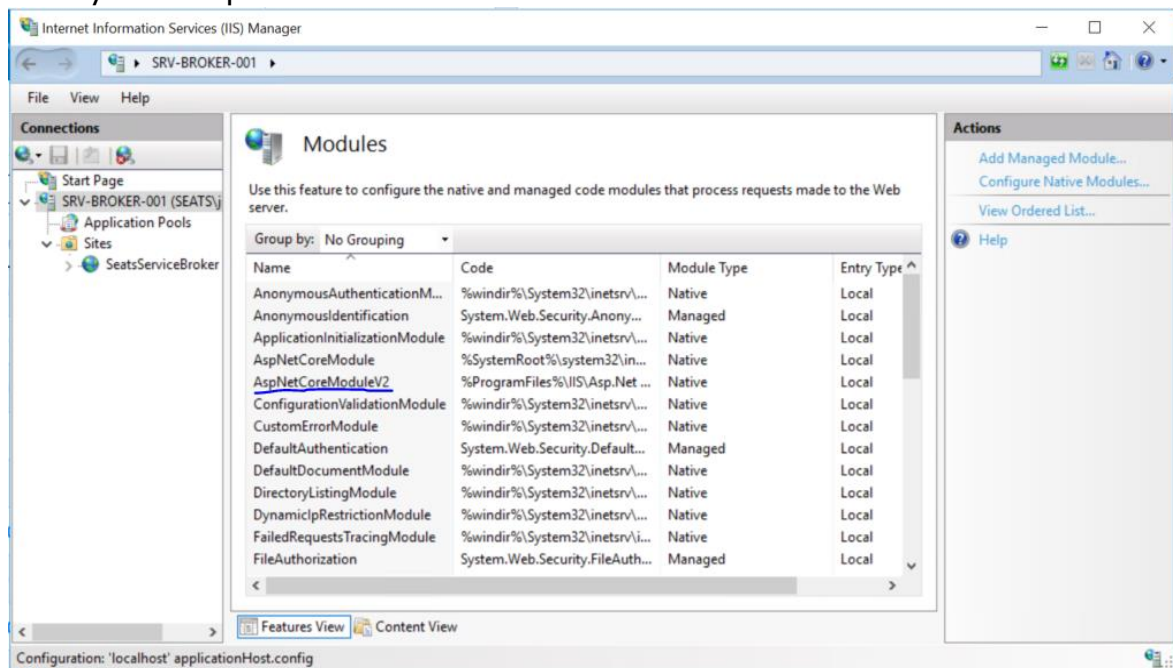 Internet Information Services (IIS) Manager
SRV-BROKER-001
File View Help
Connections
Start Page
SRV-BROKER-001 (SEATS\j
Application Pools
Sites
SeatsServiceBroker
Modules
Use this feature to configure the native and managed code modules that process requests made to the Web
server.
Group by: No Grouping
Name Code Module Type Entry Type
AnonymousAuthenticationM... %windir%\System32\inetsrv\... Native Local
AnonymousIdentification System.Web.Security.Anony... Managed Local
ApplicationInitializationModule %windir%\System32\inetsrv\... Native Local
AspNetCoreModule %SystemRoot%\system32\in... Native Local
AspNetCoreModuleV2 %ProgramFiles%\IIS\Asp.Net ... Native Local
ConfigurationValidationModule %windir%\System32\inetsrv\... Native Local
CustomErrorModule %windir%\System32\inetsrv\... Native Local
DefaultAuthentication System.Web.Security.Default... Managed Local
DefaultDocumentModule %windir%\System32\inetsrv\... Native Local
DirectoryListingModule %windir%\System32\inetsrv\... Native Local
DynamicIpRestrictionModule %windir%\System32\inetsrv\... Native Local
FailedRequestsTracingModule %windir%\System32\inetsrv\i... Native Local
FileAuthorization System.Web.Security.FileAuth... Managed Local
Features View Content View
Actions
Add Managed Module...
Configure Native Modules...
View Ordered List...
Help
Configuration: 'localhost' applicationHost.config